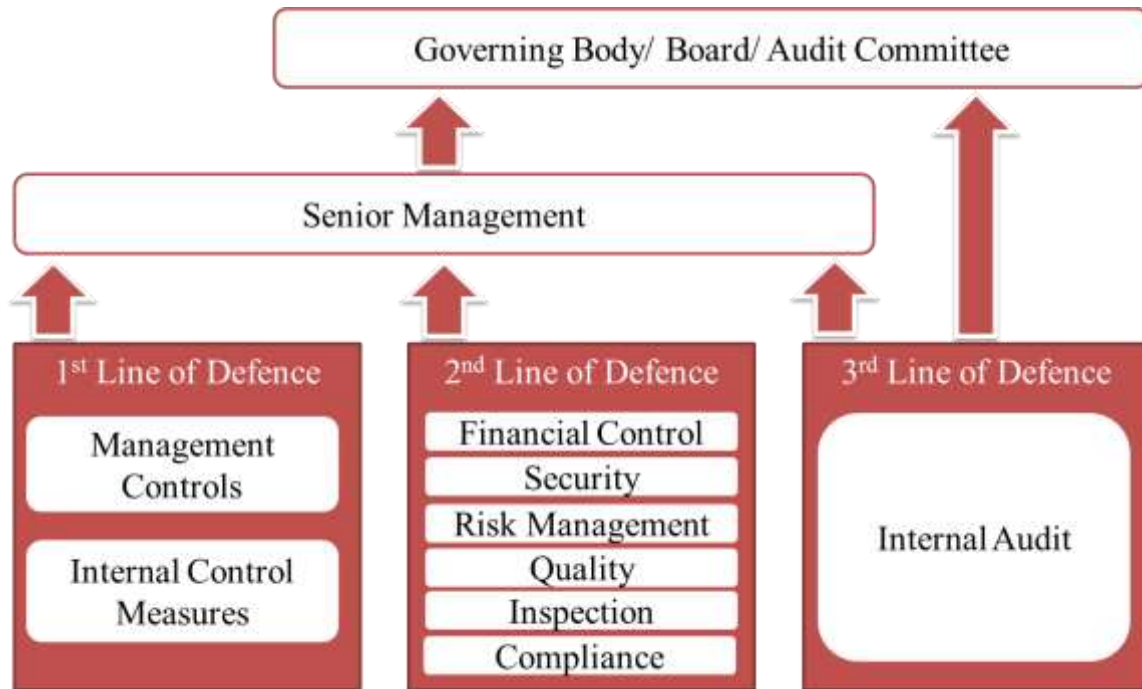 Governing Body/ Board/ Audit Committee
Senior Management
1st Line of Defence
Management
Controls
Internal Control
Measures
2nd Line of Defence
Financial Control
Security
Risk Management
Quality
Inspection
Compliance
3rd Line of Defence
Internal Audit